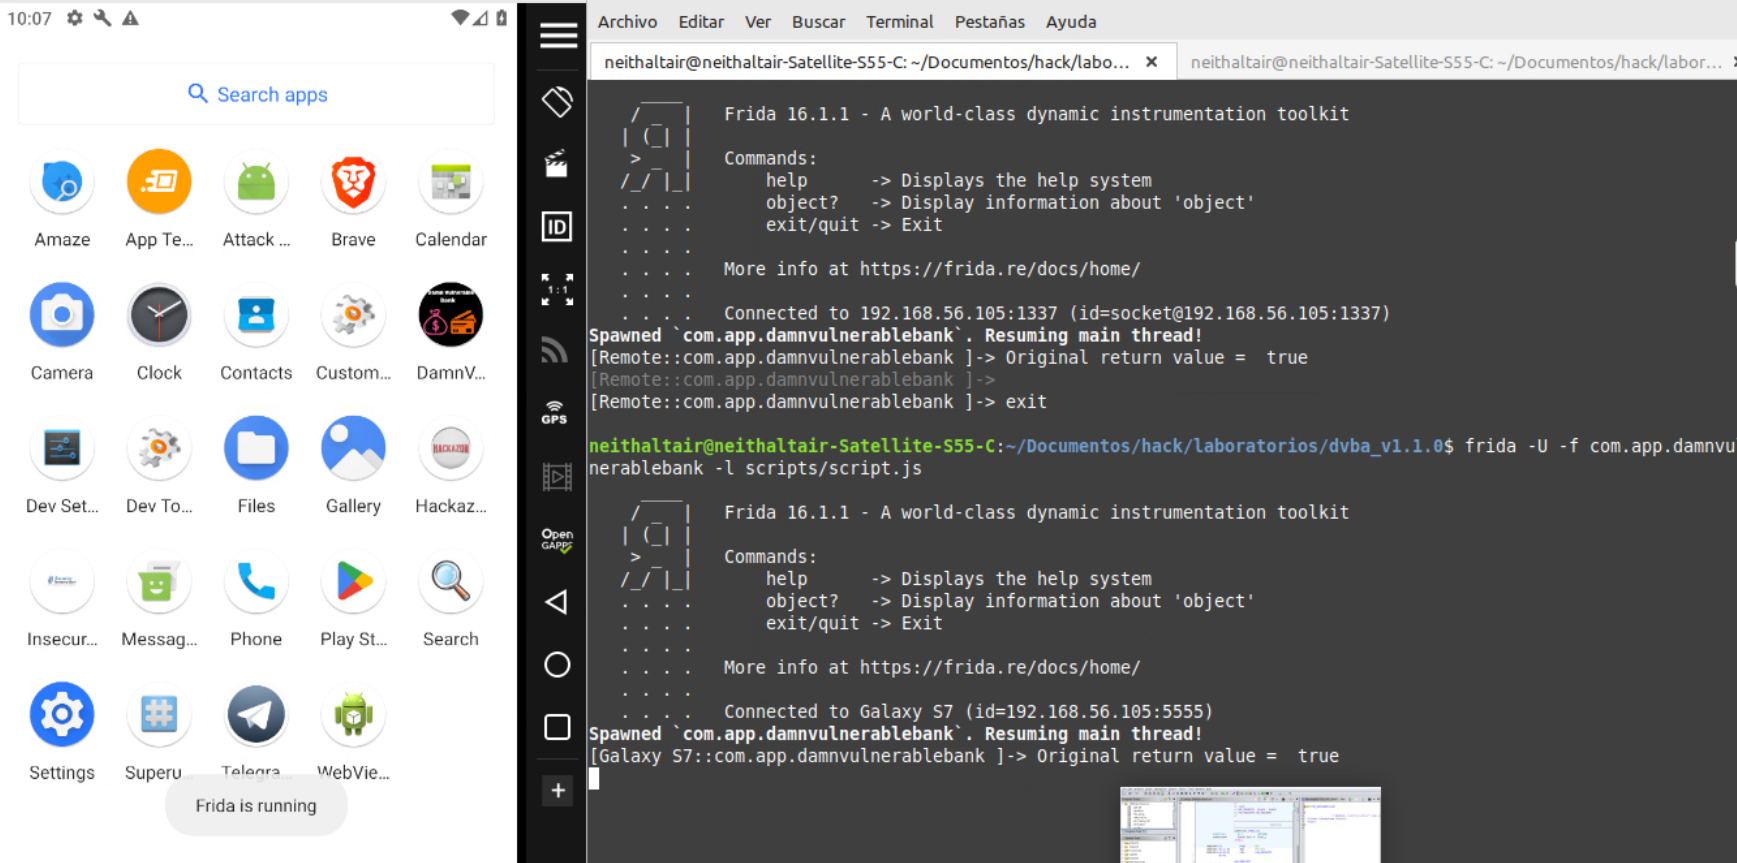 10:07
Search apps
Amaze
App Te...
Attack ...
Brave
Calendar
Camera
Clock
Contacts
Custom...
DamnV...
Dev Set...
Dev To...
Files
Gallery
HACKAZON
Hackaz...
Insecur...
Messag...
Phone
Play St...
Search
Settings
Superu...
Telegra...
WebVie...
Frida is running
ID
1:1
GPS
Open
GAPPS
Archivo Editar Ver Buscar Terminal Pestañas Ayuda
neithaltair@neithaltair-Satellite-S55-C: ~/Documentos/hack/labo... × neithaltair@neithaltair-Satellite-S55-C: ~/Documentos/hack/labor...
Frida 16.1.1 - A world-class dynamic instrumentation toolkit
Commands:
help -> Displays the help system
object? -> Display information about 'object'
exit/quit -> Exit
More info at https://frida.re/docs/home/
Connected to 192.168.56.105:1337 (id=socket@192.168.56.105:1337)
Spawned `com.app.damnvulnerablebank`. Resuming main thread!
[Remote::com.app.damnvulnerablebank ]-> Original return value =  true
[Remote::com.app.damnvulnerablebank ]->
[Remote::com.app.damnvulnerablebank ]-> exit
neithaltair@neithaltair-Satellite-S55-C:~/Documentos/hack/laboratorios/dvba_v1.1.0$ frida -U -f com.app.damnvu
nerablebank -l scripts/script.js
Frida 16.1.1 - A world-class dynamic instrumentation toolkit
Commands:
help -> Displays the help system
object? -> Display information about 'object'
exit/quit -> Exit
More info at https://frida.re/docs/home/
Connected to Galaxy S7 (id=192.168.56.105:5555)
Spawned `com.app.damnvulnerablebank`. Resuming main thread!
[Galaxy S7::com.app.damnvulnerablebank ]-> Original return value =  true